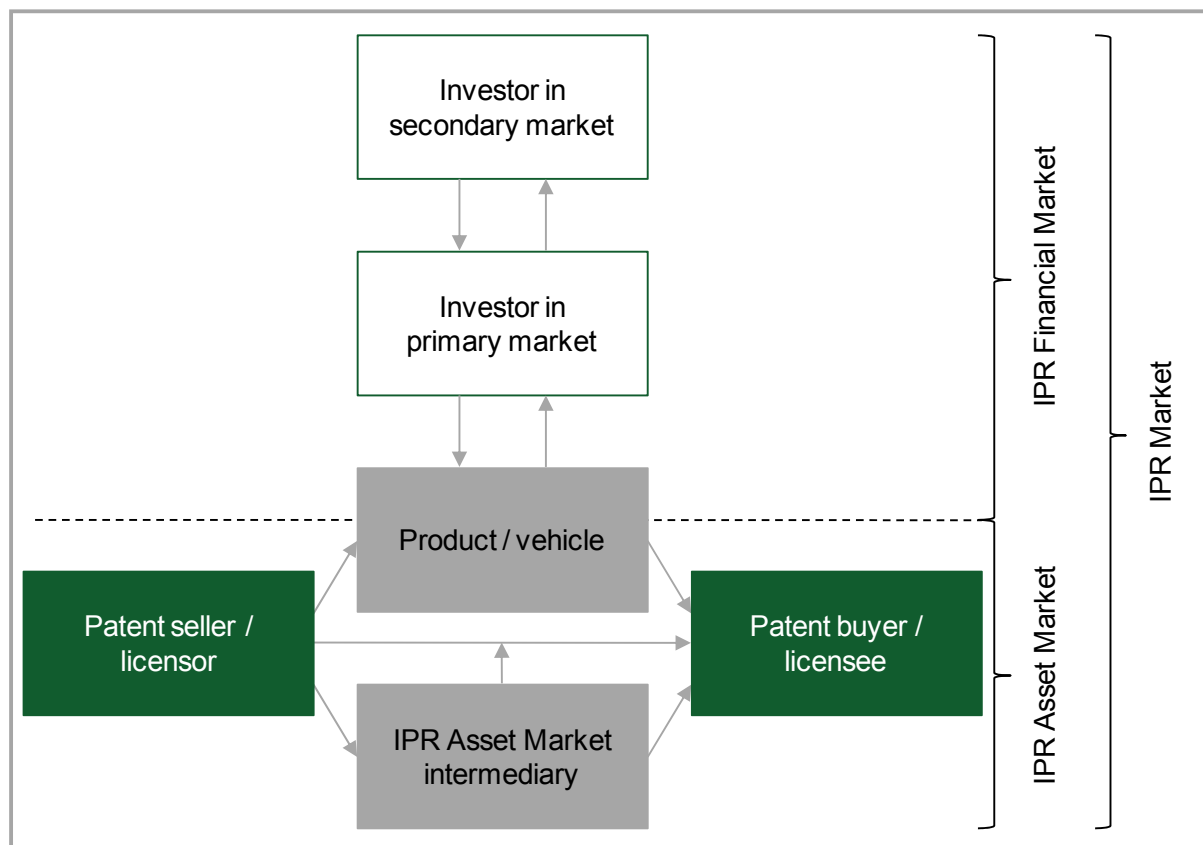 Investor in
secondary market
Investor in
primary market
Product / vehicle
Patent seller /
licensor
Patent buyer /
licensee
IPR Asset Market
intermediary
IPR Financial Market
IPR Asset Market
IPR Market